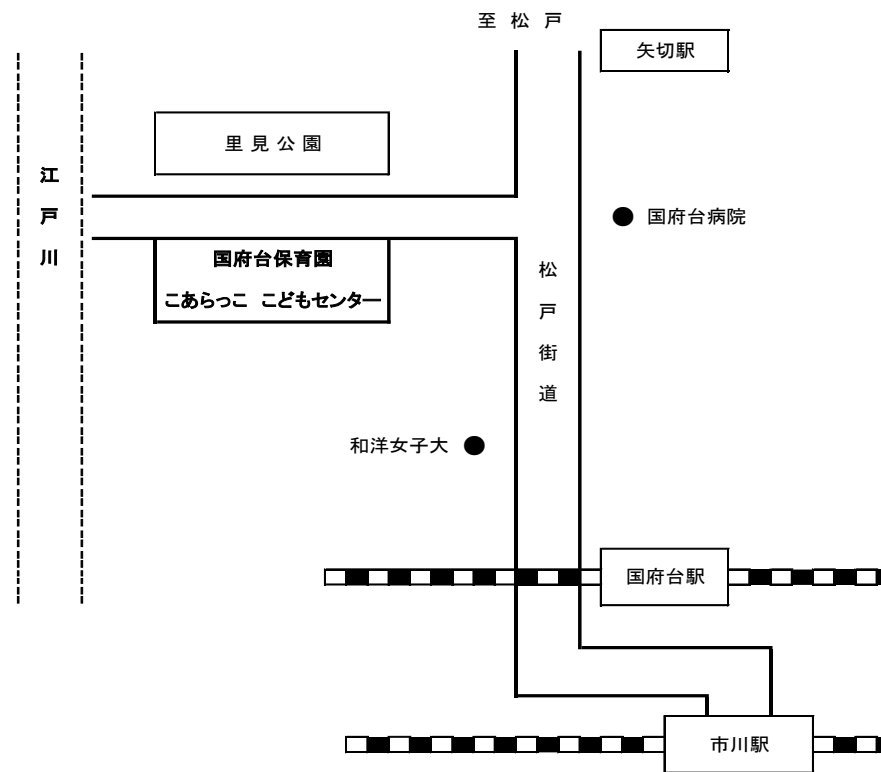 至 松 戸
矢切駅
里 見 公 園
江戸川
国府台病院
国府台保育園
こあらっこ こどもセンター
松戸街道
和洋女子大
国府台駅
市川駅